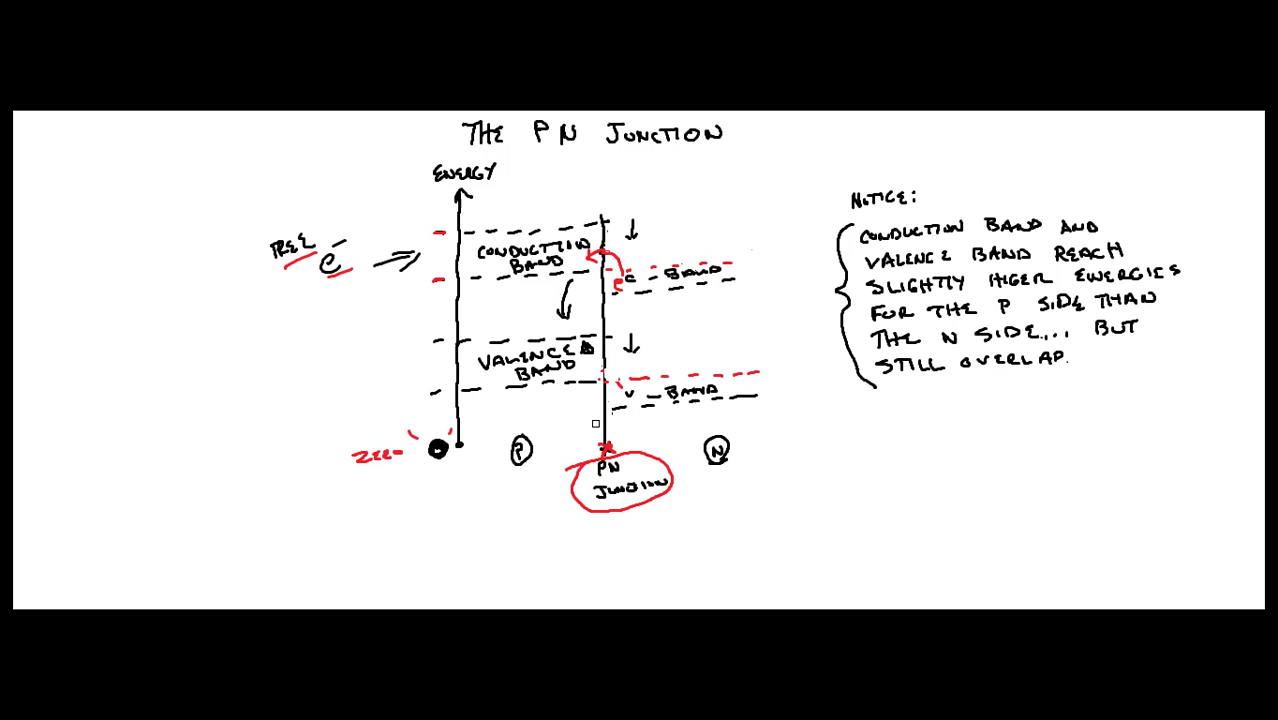 THE PN JUNCTION
ENERGY
FREE
e-
CONDUCTION
BAND
C-BAND
VALENCE
BAND
V-BAND
ZERO
P
N
PN
JUNCTION
NOTICE:
CONDUCTION BAND AND
VALENCE BAND REACH
SLIGHTLY HIGER ENERGIES
FOR THE P SIDE THAN
THE N SIDE... BUT
STILL OVERLAP.